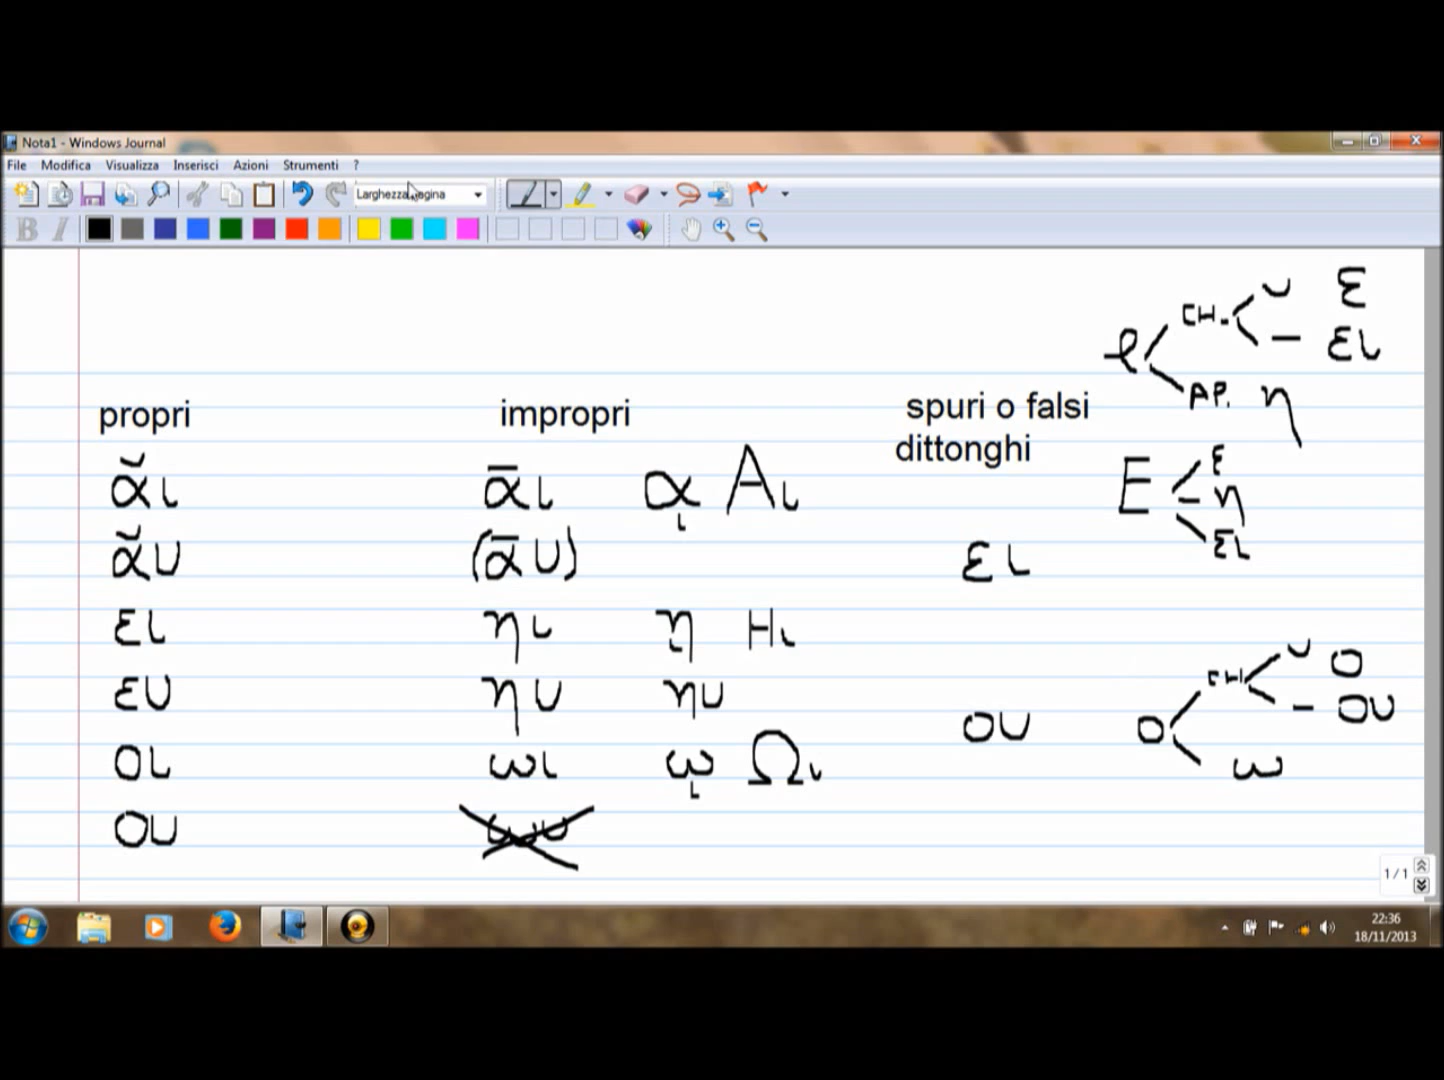 Nota1 - Windows Journal
File Modifica Visualizza Inserisci Azioni Strumenti ?
Larghezza pagina
B I
propri
ᾰι
ᾰυ
ει
ευ
οι
ου
impropri
ᾱι ᾳ Αι
(ᾱυ)
ηι ῃ Ηι
ηυ ηυ
ωι ῳ Ωι
ωυ
spuri o falsi
dittonghi
ει
ου
e CH. ᴗ ε
– ει
AP. η
E ε
η
ει
O CH ᴗ ο
– ου
ω
1 / 1
22:36
18/11/2013